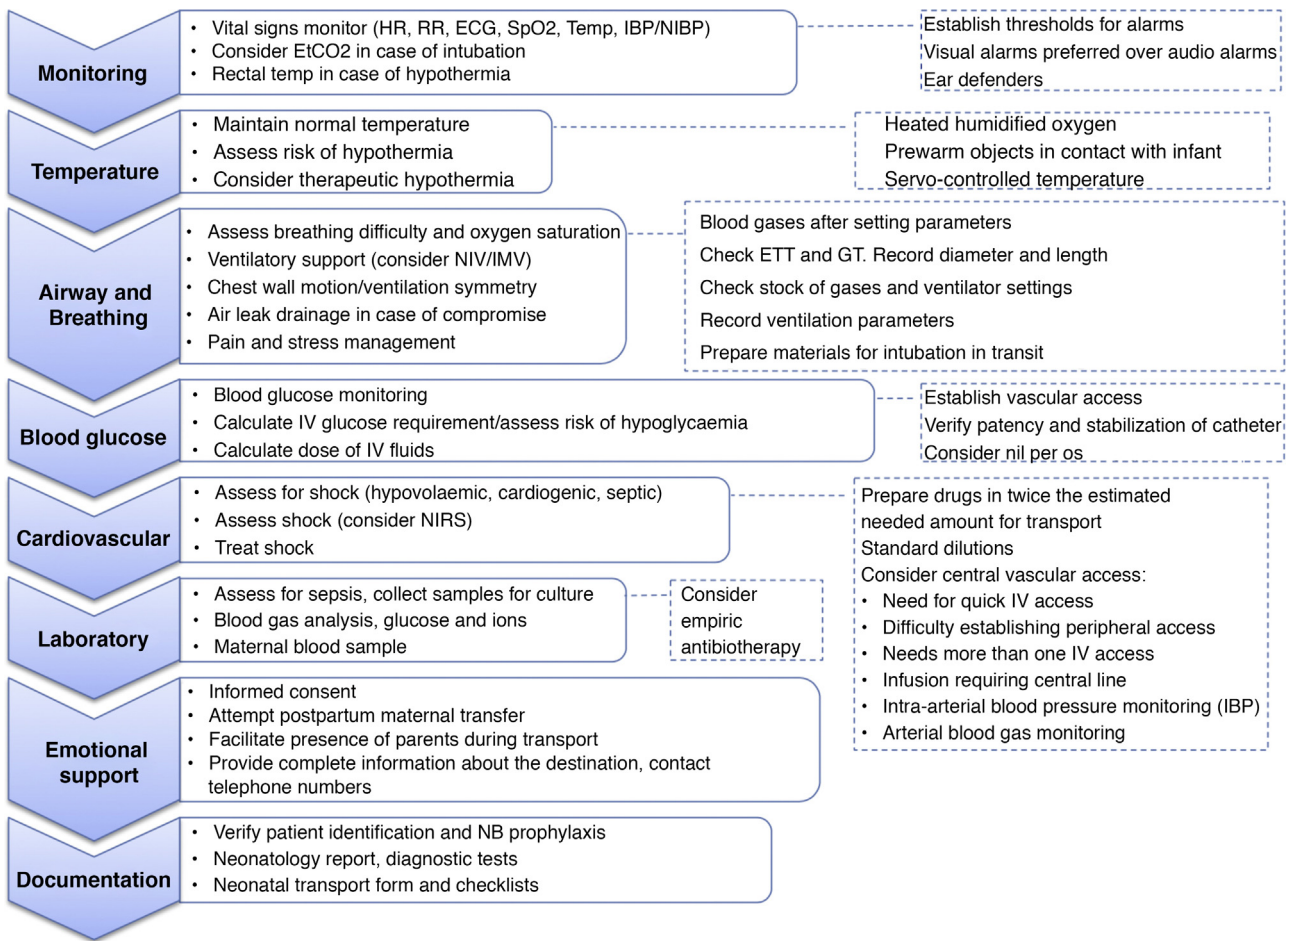 Monitoring
• Vital signs monitor (HR, RR, ECG, SpO2, Temp, IBP/NIBP)
• Consider EtCO2 in case of intubation
• Rectal temp in case of hypothermia
Establish thresholds for alarms
Visual alarms preferred over audio alarms
Ear defenders
Temperature
• Maintain normal temperature
• Assess risk of hypothermia
• Consider therapeutic hypothermia
Heated humidified oxygen
Prewarm objects in contact with infant
Servo-controlled temperature
Airway and
Breathing
• Assess breathing difficulty and oxygen saturation
• Ventilatory support (consider NIV/IMV)
• Chest wall motion/ventilation symmetry
• Air leak drainage in case of compromise
• Pain and stress management
Blood gases after setting parameters
Check ETT and GT. Record diameter and length
Check stock of gases and ventilator settings
Record ventilation parameters
Prepare materials for intubation in transit
Blood glucose
• Blood glucose monitoring
• Calculate IV glucose requirement/assess risk of hypoglycaemia
• Calculate dose of IV fluids
Establish vascular access
Verify patency and stabilization of catheter
Consider nil per os
Cardiovascular
• Assess for shock (hypovolaemic, cardiogenic, septic)
• Assess shock (consider NIRS)
• Treat shock
Prepare drugs in twice the estimated
needed amount for transport
Standard dilutions
Consider central vascular access:
• Need for quick IV access
• Difficulty establishing peripheral access
• Needs more than one IV access
• Infusion requiring central line
• Intra-arterial blood pressure monitoring (IBP)
• Arterial blood gas monitoring
Laboratory
• Assess for sepsis, collect samples for culture
• Blood gas analysis, glucose and ions
• Maternal blood sample
Consider
empiric
antibiotherapy
Emotional
support
• Informed consent
• Attempt postpartum maternal transfer
• Facilitate presence of parents during transport
• Provide complete information about the destination, contact
telephone numbers
Documentation
• Verify patient identification and NB prophylaxis
• Neonatology report, diagnostic tests
• Neonatal transport form and checklists